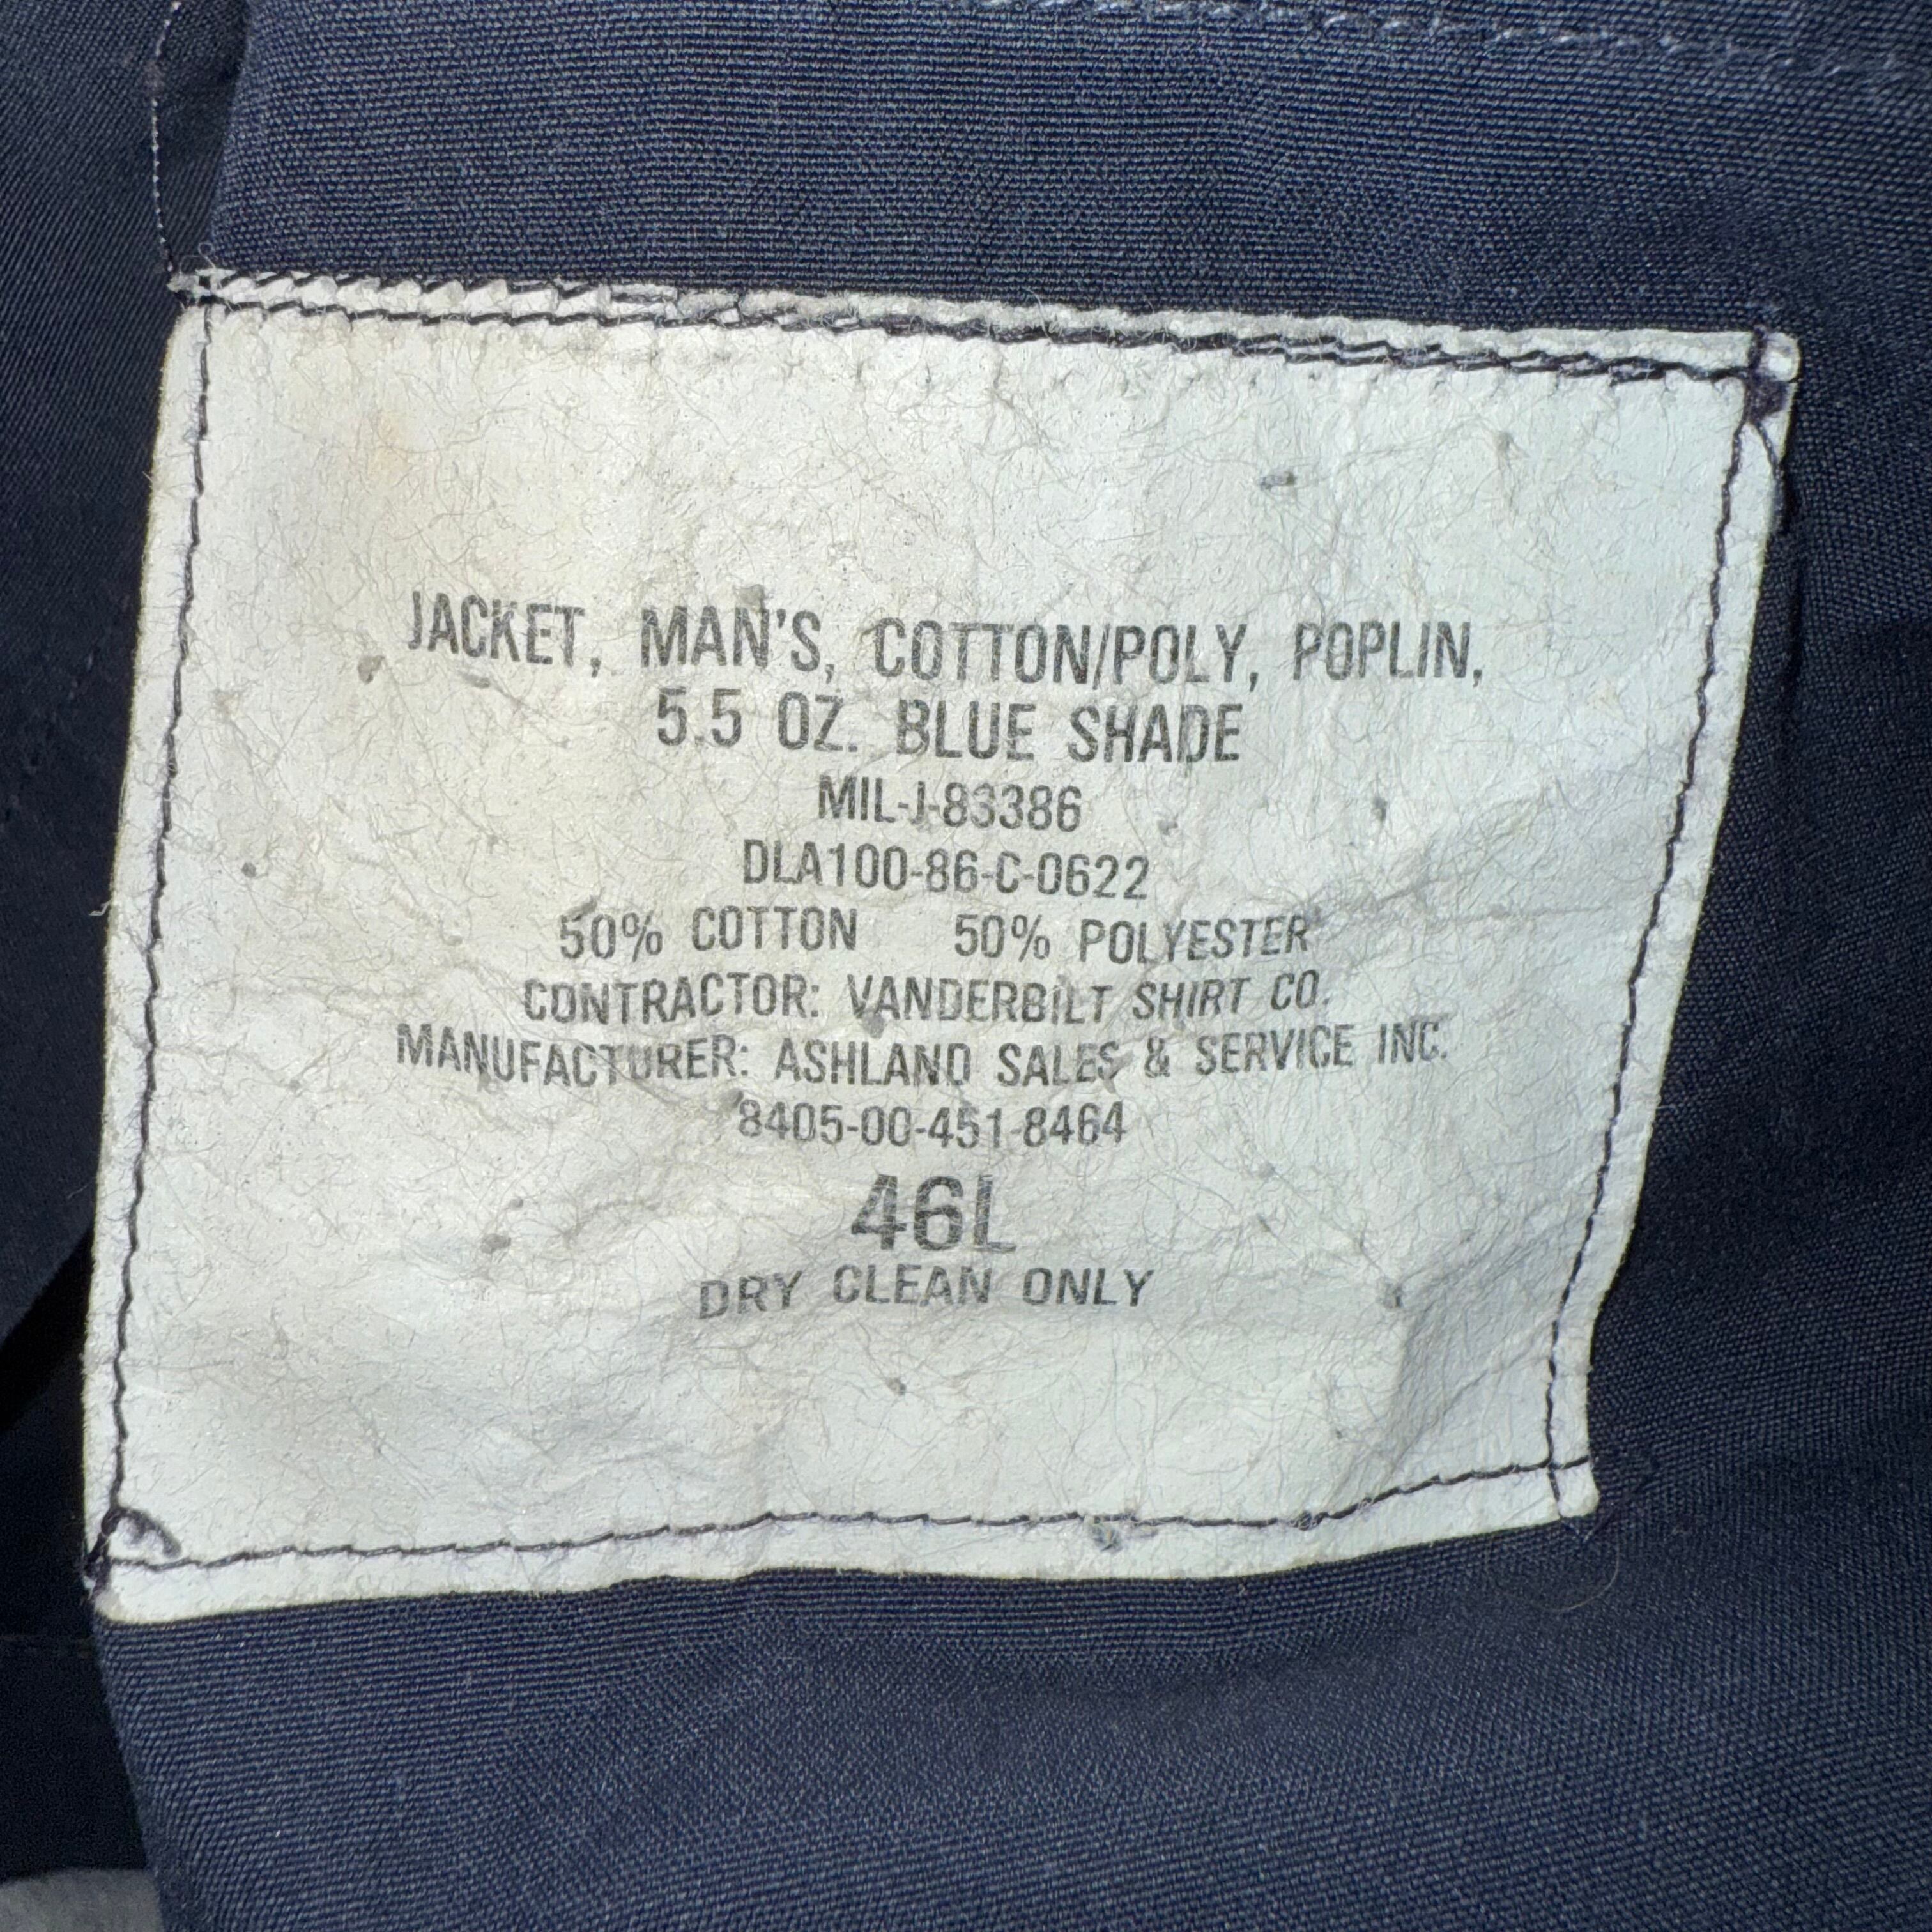 JACKET, MAN'S, COTTON/POLY, POPLIN,
5.5 OZ. BLUE SHADE
MIL-J-83386
DLA100-86-C-0622
50% COTTON 50% POLYESTER
CONTRACTOR: VANDERBILT SHIRT CO.
MANUFACTURER: ASHLAND SALES & SERVICE INC.
8405-00-451-8464
46L
DRY CLEAN ONLY